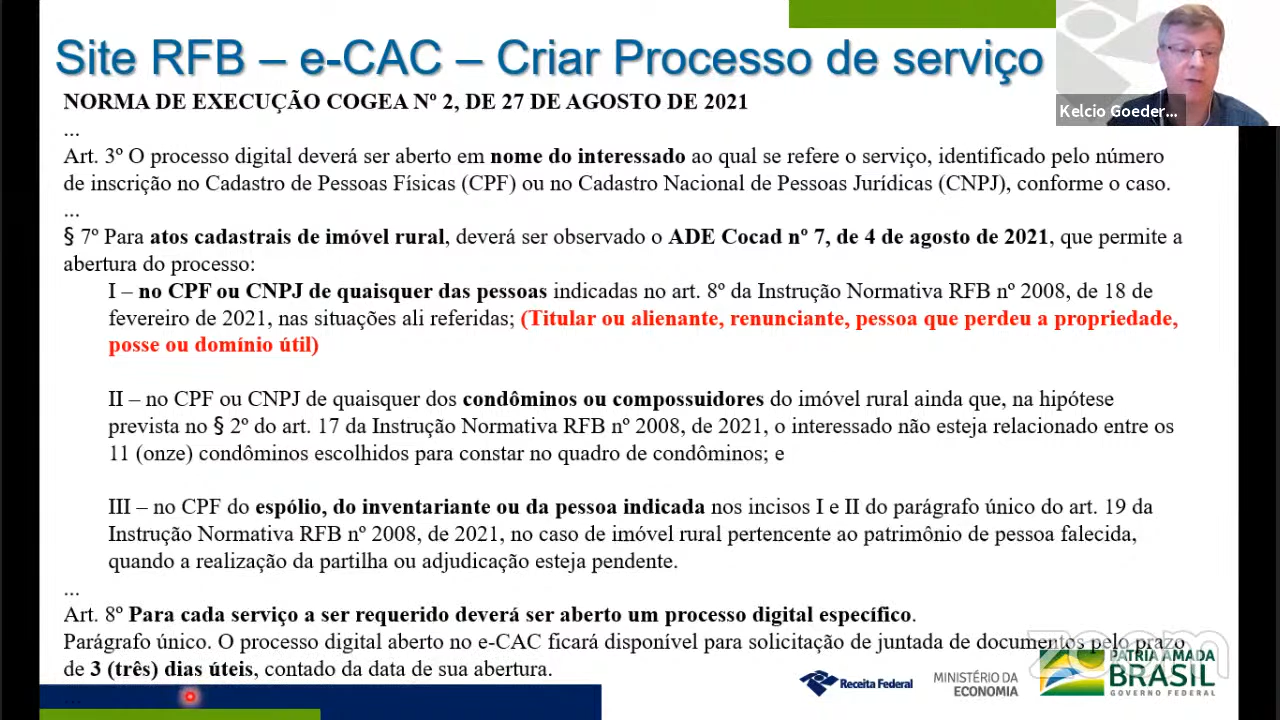 Site RFB – e-CAC – Criar Processo de serviço
Kelcio Goeder...
NORMA DE EXECUÇÃO COGEA Nº 2, DE 27 DE AGOSTO DE 2021
...
Art. 3º O processo digital deverá ser aberto em nome do interessado ao qual se refere o serviço, identificado pelo número
de inscrição no Cadastro de Pessoas Físicas (CPF) ou no Cadastro Nacional de Pessoas Jurídicas (CNPJ), conforme o caso.
...
§ 7º Para atos cadastrais de imóvel rural, deverá ser observado o ADE Cocad nº 7, de 4 de agosto de 2021, que permite a
abertura do processo:
I – no CPF ou CNPJ de quaisquer das pessoas indicadas no art. 8º da Instrução Normativa RFB nº 2008, de 18 de
fevereiro de 2021, nas situações ali referidas; (Titular ou alienante, renunciante, pessoa que perdeu a propriedade,
posse ou domínio útil)
II – no CPF ou CNPJ de quaisquer dos condôminos ou compossuidores do imóvel rural ainda que, na hipótese
prevista no § 2º do art. 17 da Instrução Normativa RFB nº 2008, de 2021, o interessado não esteja relacionado entre os
11 (onze) condôminos escolhidos para constar no quadro de condôminos; e
III – no CPF do espólio, do inventariante ou da pessoa indicada nos incisos I e II do parágrafo único do art. 19 da
Instrução Normativa RFB nº 2008, de 2021, no caso de imóvel rural pertencente ao patrimônio de pessoa falecida,
quando a realização da partilha ou adjudicação esteja pendente.
...
Art. 8º Para cada serviço a ser requerido deverá ser aberto um processo digital específico.
Parágrafo único. O processo digital aberto no e-CAC ficará disponível para solicitação de juntada de documentos pelo prazo
de 3 (três) dias úteis, contado da data de sua abertura.
...
zoom
Receita Federal
MINISTÉRIO DA
ECONOMIA
PÁTRIA AMADA
BRASIL
GOVERNO FEDERAL